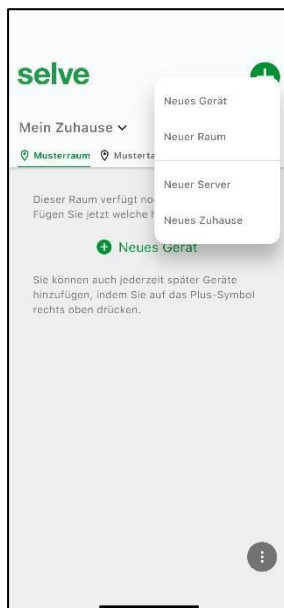 selve
Neues Gerät
Neuer Raum
Mein Zuhause
Musterraum Musterta
Neuer Server
Dieser Raum verfügt no
Fügen Sie jetzt welche
Neues Zuhause
Neues Gerät
Sie können auch jederzeit später Geräte
hinzufügen, indem Sie auf das Plus-Symbol
rechts oben drücken.